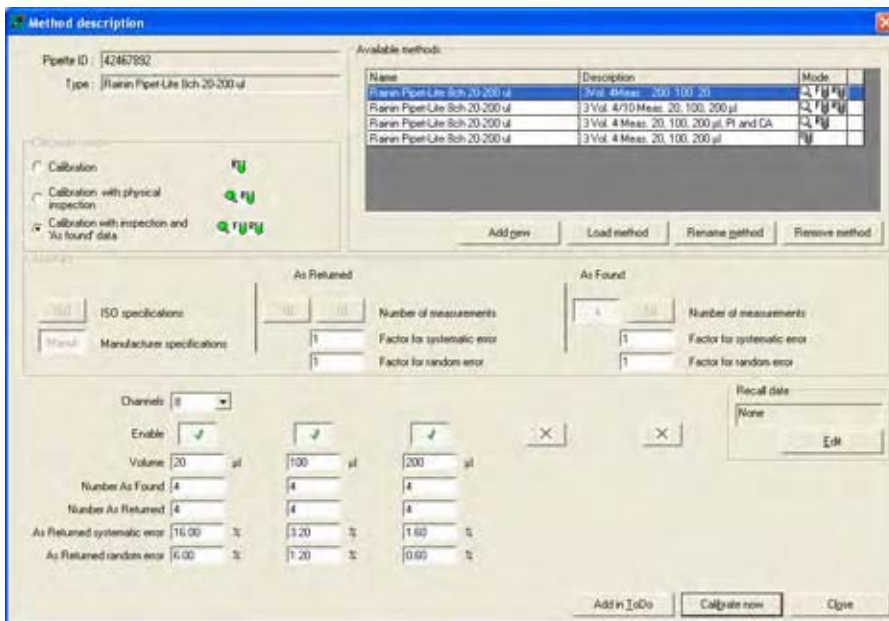 Method description
Pipette ID : 42467892
Type : Rainin Pipet-Lite 8ch 20-200 ul
Available methods
Name Description Mode
Rainin Pipet-Lite 8ch 20-200 ul 3Vol. 4Meas. 200 100 20
Rainin Pipet-Lite 8ch 20-200 ul 3 Vol. 4/10 Meas. 20, 100, 200 µl
Rainin Pipet-Lite 8ch 20-200 ul 3 Vol. 4 Meas. 20, 100, 200 µl, PI and CA
Rainin Pipet-Lite 8ch 20-200 ul 3 Vol. 4 Meas. 20, 100, 200 µl
Calibration
Calibration with physical
inspection
Calibration with inspection and
'As found' data
Add new Load method Rename method Remove method
As Returned As Found
ISO specifications Number of measurements 4 Number of measurements
Manuf. Manufacturer specifications 1 Factor for systematic error 1 Factor for systematic error
1 Factor for random error 1 Factor for random error
Channels 8
Recall date
None
Enable
Edit
Volume 20 µl 100 µl 200 µl
Number As Found 4 4 4
Number As Returned 4 4 4
As Returned systematic error 16.00 % 3.20 % 1.60 %
As Returned random error 6.00 % 1.20 % 0.60 %
Add in ToDo Calibrate now Close